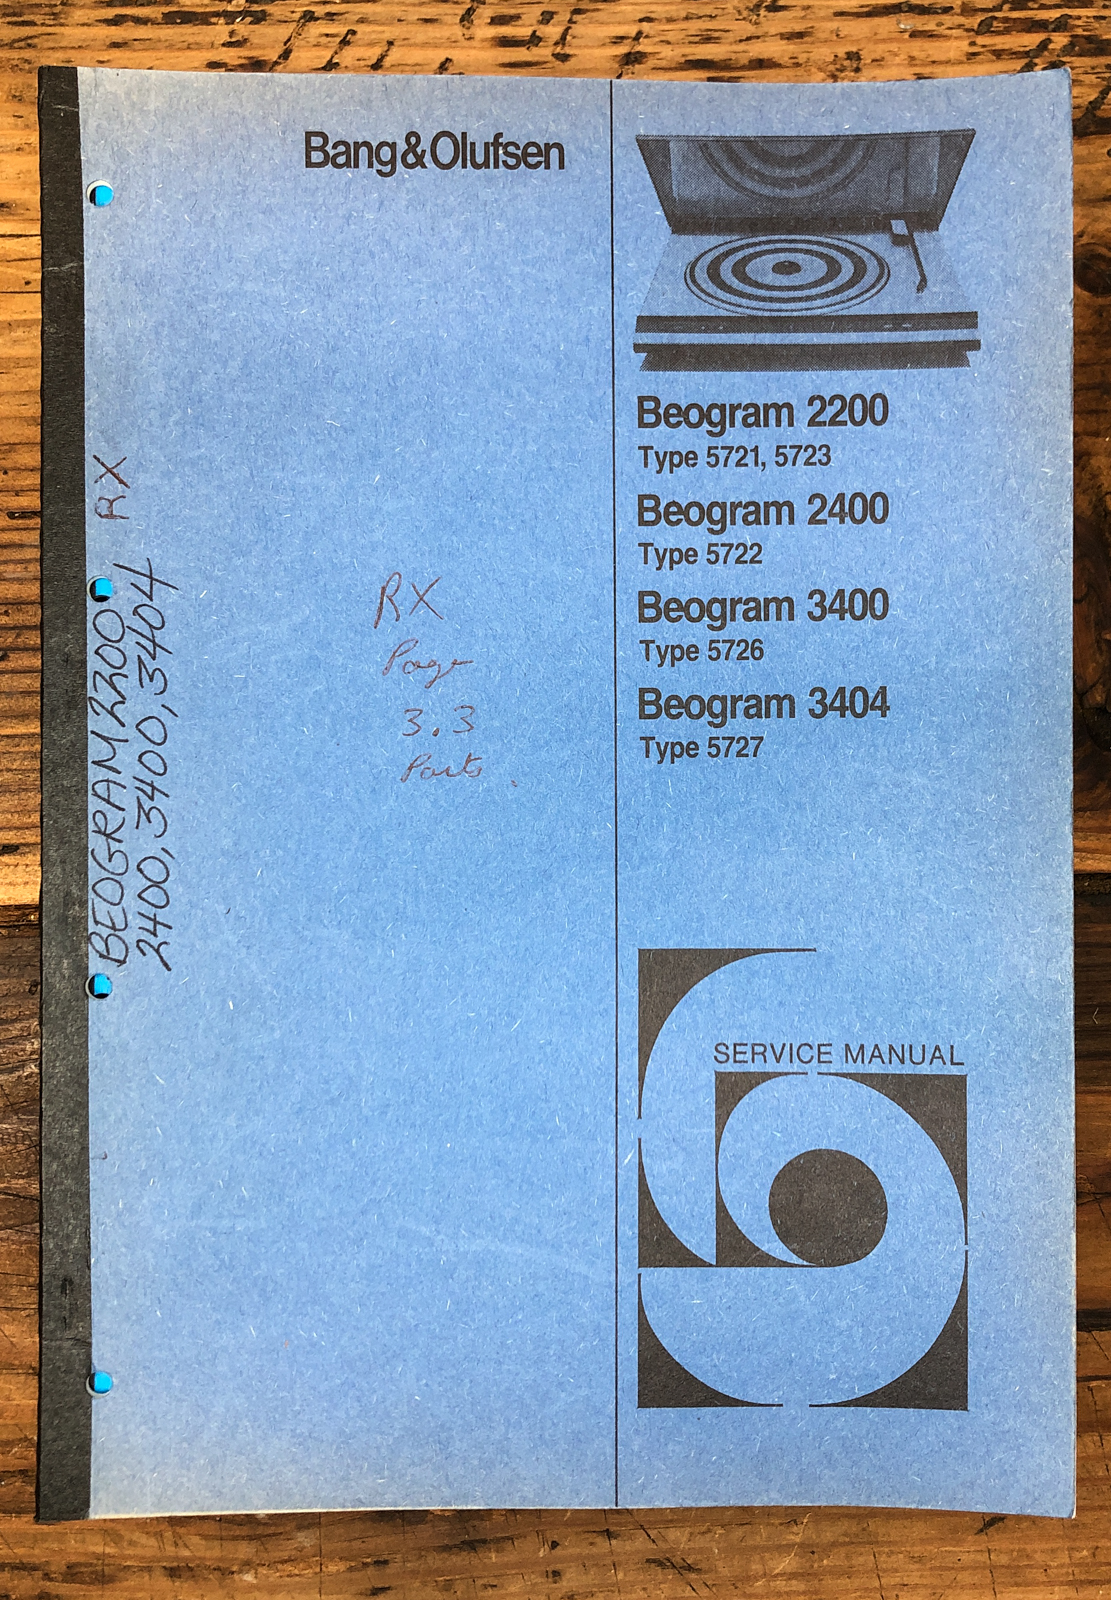 Bang&Olufsen
Beogram 2200
Type 5721, 5723
Beogram 2400
Type 5722
Beogram 3400
Type 5726
Beogram 3404
Type 5727
SERVICE MANUAL
BEOGRAM 2200 RX
2400, 3400, 3404
RX
Page
3.3
Parts